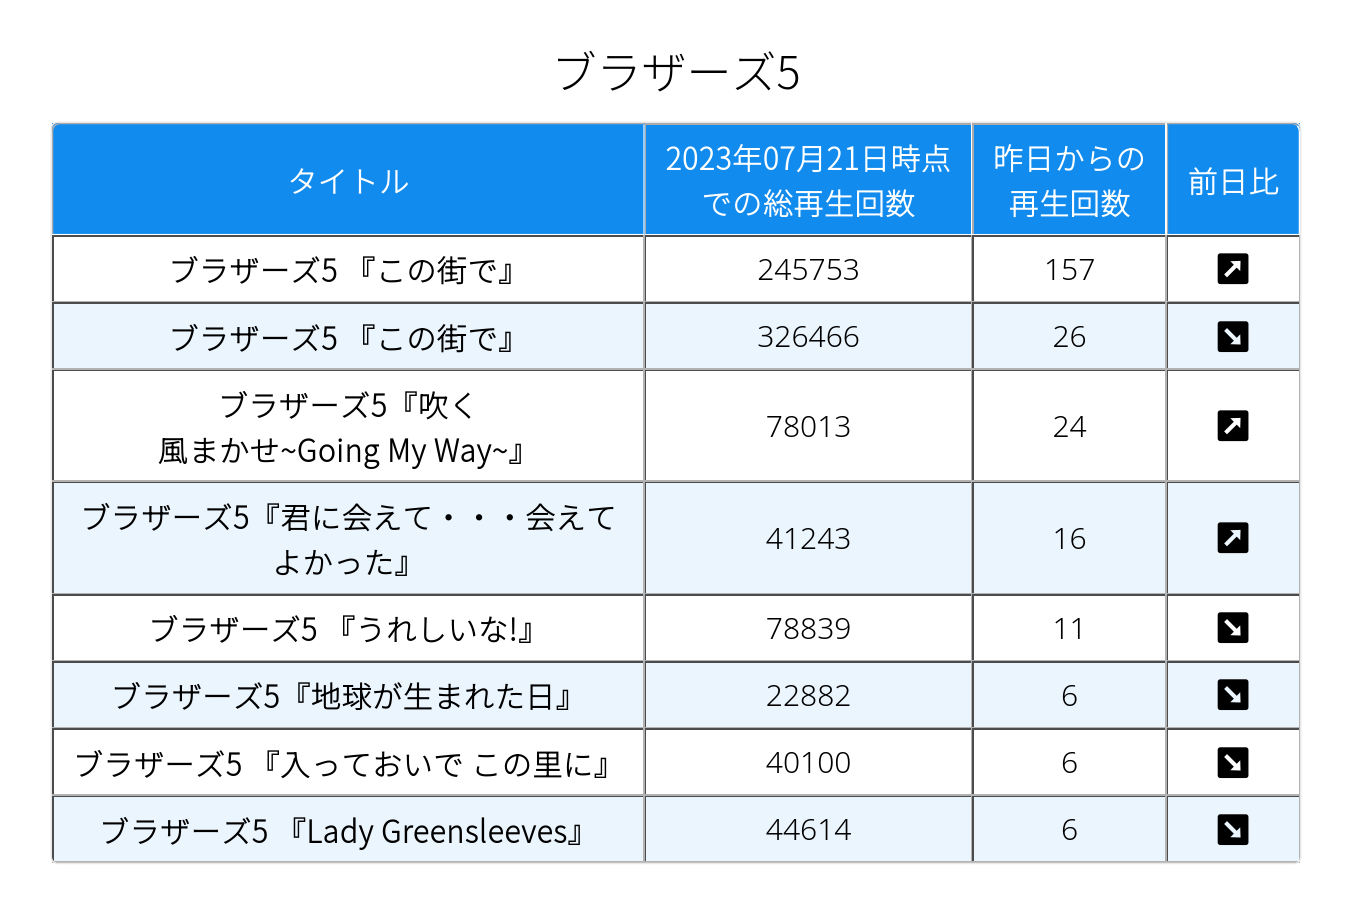 ブラザーズ5
タイトル
2023年07月21日時点
での総再生回数
昨日からの
再生回数
前日比
ブラザーズ5 『この街で』
245753
157
ブラザーズ5 『この街で』
326466
26
ブラザーズ5『吹く
風まかせ~Going My Way~』
78013
24
ブラザーズ5『君に会えて・・・会えて
よかった』
41243
16
ブラザーズ5 『うれしいな!』
78839
11
ブラザーズ5『地球が生まれた日』
22882
6
ブラザーズ5 『入っておいで この里に』
40100
6
ブラザーズ5 『Lady Greensleeves』
44614
6